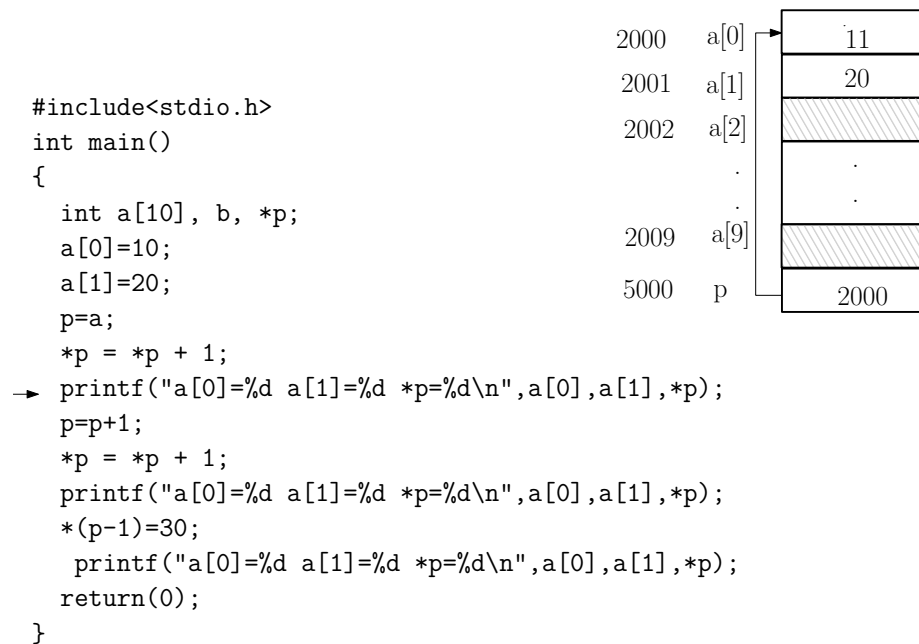 2000 a[0] 11
2001 a[1] 20
2002 a[2]
. .
. .
2009 a[9]
5000 p 2000
#include<stdio.h>
int main()
{
  int a[10], b, *p;
  a[0]=10;
  a[1]=20;
  p=a;
  *p = *p + 1;
  printf("a[0]=%d a[1]=%d *p=%d\n",a[0],a[1],*p);
  p=p+1;
  *p = *p + 1;
  printf("a[0]=%d a[1]=%d *p=%d\n",a[0],a[1],*p);
  *(p-1)=30;
   printf("a[0]=%d a[1]=%d *p=%d\n",a[0],a[1],*p);
  return(0);
}